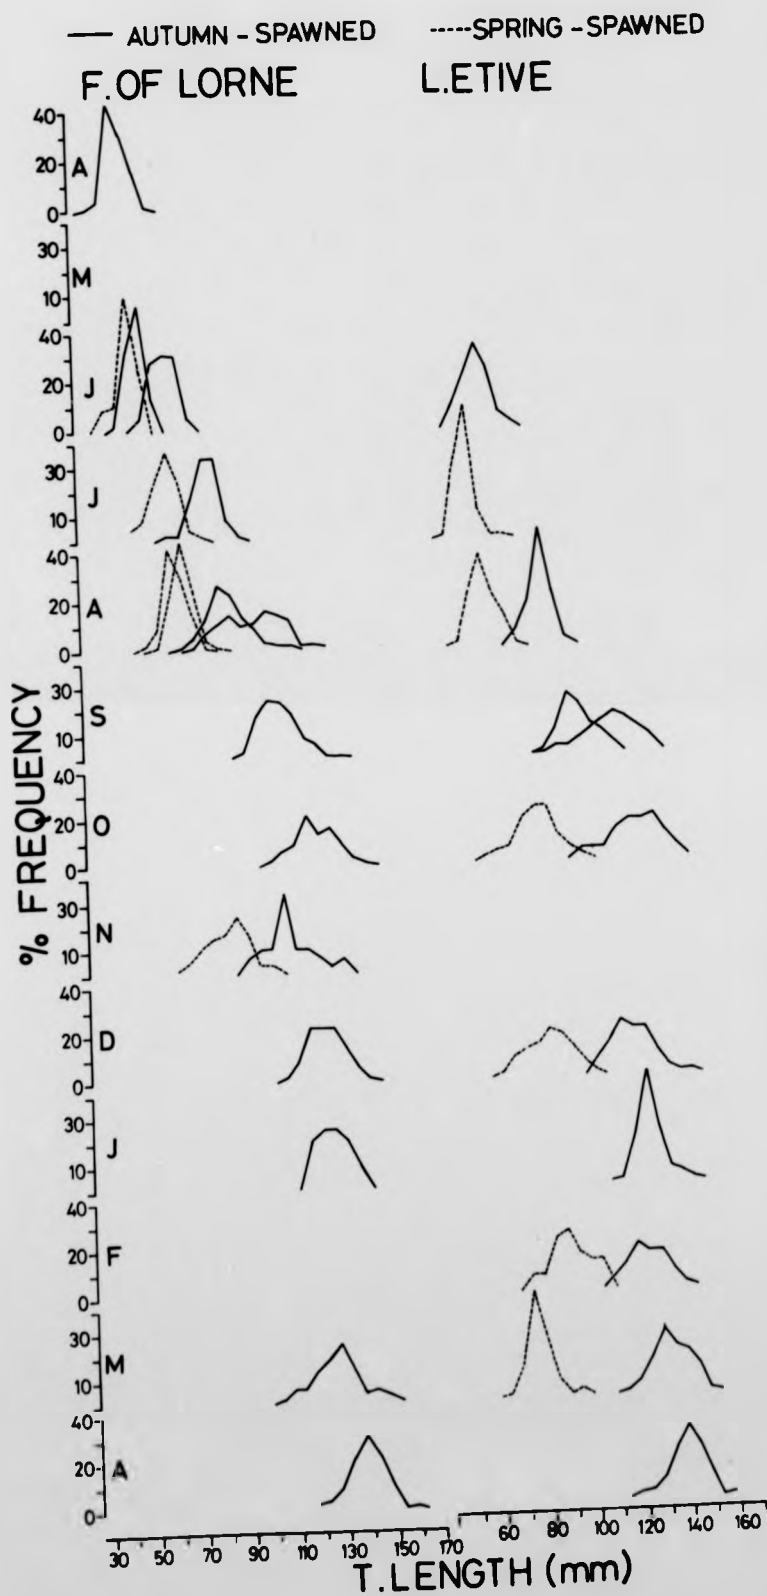 AUTUMN - SPAWNED -----SPRING - SPAWNED
F. OF LORNE L.ETIVE
40
20
0
A
30
10
M
40
20
0
J
30
10
J
40
20
0
A
30
10
S
40
20
0
O
30
10
N
40
20
0
D
30
10
J
40
20
0
F
30
10
M
40
20
0
A
% FREQUENCY
30 50 70 90 110 130 150 170
60 80 100 120 140 160
T.LENGTH (mm)